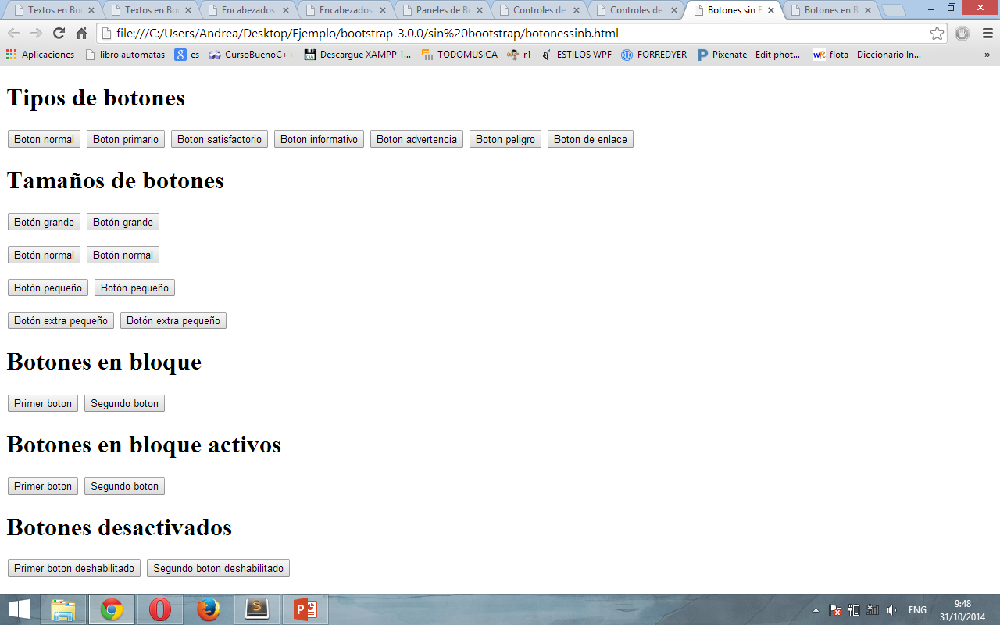 Textos en Bo
Textos en Bo
Encabezados
Encabezados
Paneles de B
Controles de
Controles de
Botones sin B
Botones en B
file:///C:/Users/Andrea/Desktop/Ejemplo/bootstrap-3.0.0/sin%20bootstrap/botonessinb.html
Aplicaciones
libro automatas
es
CursoBuenoC++
Descargue XAMPP 1...
TODOMUSICA
r1
ESTILOS WPF
FORREDYER
Pixenate - Edit phot...
flota - Diccionario In...
»
Tipos de botones
Boton normal Boton primario Boton satisfactorio Boton informativo Boton advertencia Boton peligro Boton de enlace
Tamaños de botones
Botón grande Botón grande
Botón normal Botón normal
Botón pequeño Botón pequeño
Botón extra pequeño Botón extra pequeño
Botones en bloque
Primer boton Segundo boton
Botones en bloque activos
Primer boton Segundo boton
Botones desactivados
Primer boton deshabilitado Segundo boton deshabilitado
ENG
9:48
31/10/2014